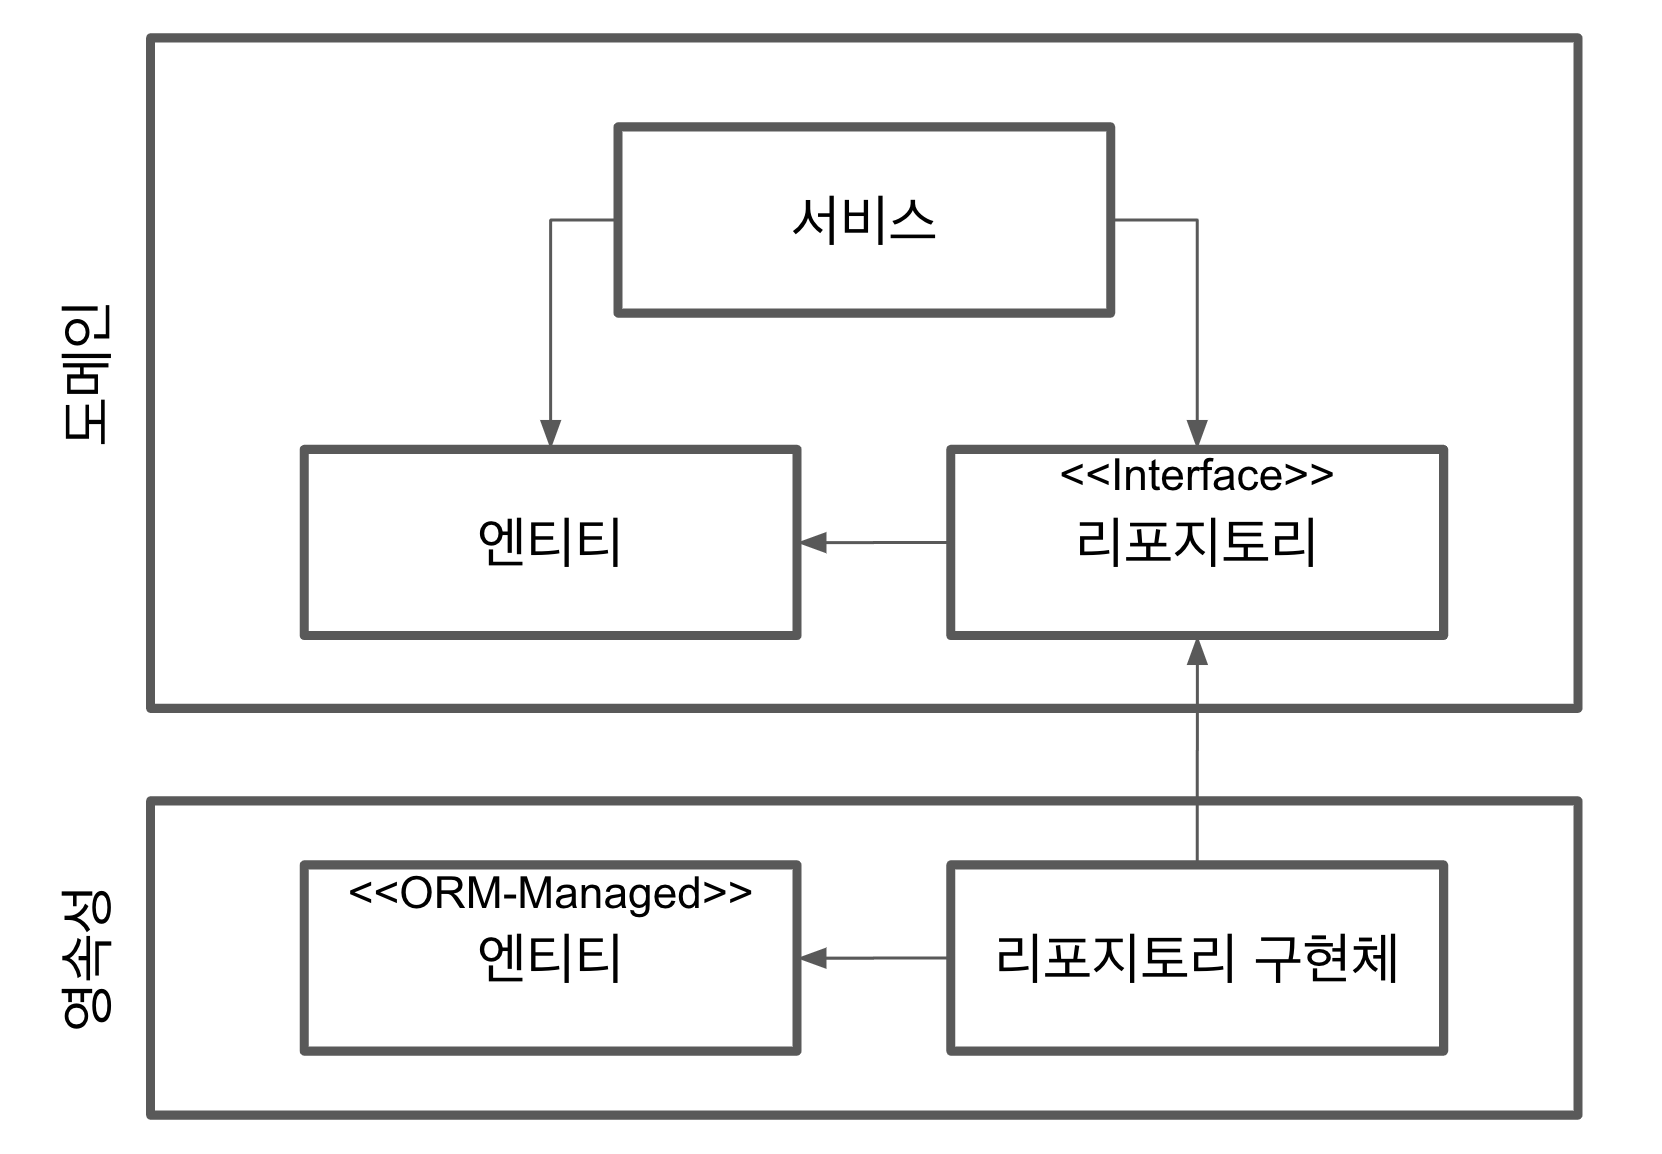 도메인
서비스
엔티티
<<Interface>>
리포지토리
영속성
<<ORM-Managed>>
엔티티
리포지토리 구현체